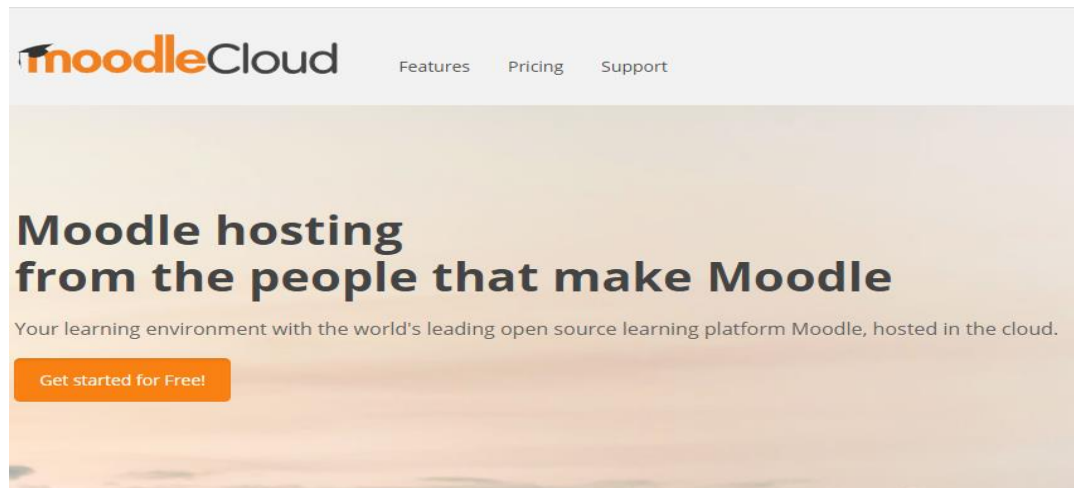 moodleCloud
Features Pricing Support
Moodle hosting
from the people that make Moodle
Your learning environment with the world's leading open source learning platform Moodle, hosted in the cloud.
Get started for Free!